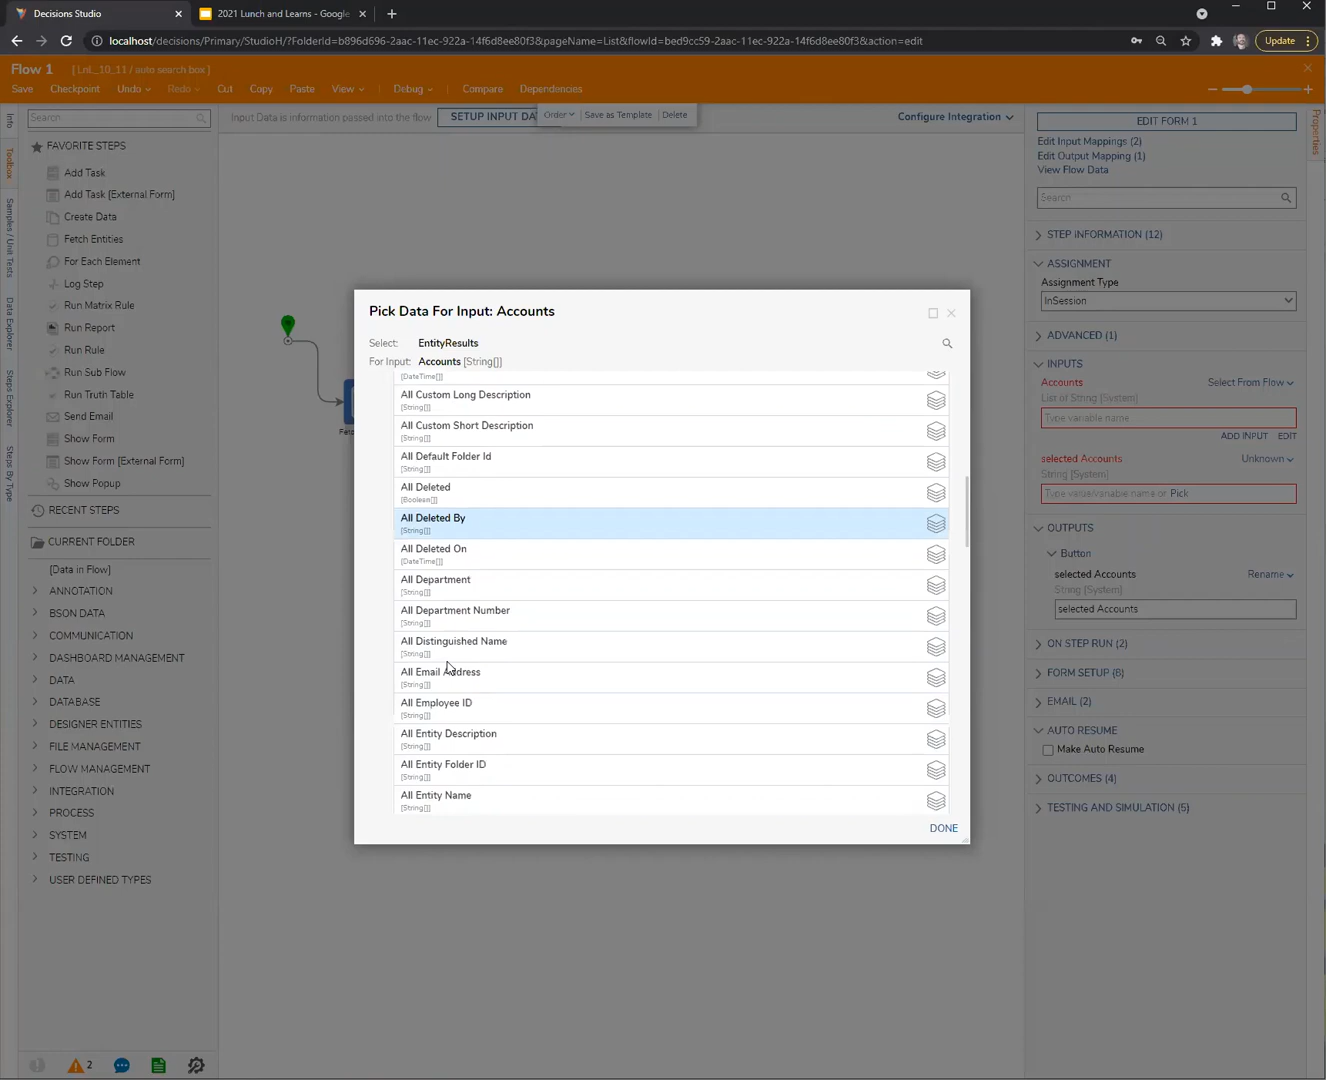 Decisions Studio
2021 Lunch and Learns - Google
localhost/decisions/Primary/StudioH/?FolderId=b896d696-2aac-11ec-922a-14f6d8ee80f3&pageName=List&flowId=bed9cc59-2aac-11ec-922a-14f6d8ee80f3&action=edit
Update
Flow 1 [ LnL_10_11 / auto search box ]
Save Checkpoint Undo Redo Cut Copy Paste View Debug Compare Dependencies
Info
Toolbox
Samples / Unit Tests
Data Explorer
Steps Explorer
Steps By Type
Search
FAVORITE STEPS
Add Task
Add Task [External Form]
Create Data
Fetch Entities
For Each Element
Log Step
Run Matrix Rule
Run Report
Run Rule
Run Sub Flow
Run Truth Table
Send Email
Show Form
Show Form [External Form]
Show Popup
RECENT STEPS
CURRENT FOLDER
[Data in Flow]
ANNOTATION
BSON DATA
COMMUNICATION
DASHBOARD MANAGEMENT
DATA
DATABASE
DESIGNER ENTITIES
FILE MANAGEMENT
FLOW MANAGEMENT
INTEGRATION
PROCESS
SYSTEM
TESTING
USER DEFINED TYPES
2
Input Data is information passed into the flow
SETUP INPUT DAT
Order Save as Template Delete
Configure Integration
Pick Data For Input: Accounts
Select: EntityResults
For Input: Accounts [String[]]
[DateTime[]]
All Custom Long Description
[String[]]
All Custom Short Description
[String[]]
All Default Folder Id
[String[]]
All Deleted
[Boolean[]]
All Deleted By
[String[]]
All Deleted On
[DateTime[]]
All Department
[String[]]
All Department Number
[String[]]
All Distinguished Name
[String[]]
All Email Address
[String[]]
All Employee ID
[String[]]
All Entity Description
[String[]]
All Entity Folder ID
[String[]]
All Entity Name
[String[]]
DONE
EDIT FORM 1
Edit Input Mappings (2)
Edit Output Mapping (1)
View Flow Data
Search
STEP INFORMATION (12)
ASSIGNMENT
Assignment Type
InSession
ADVANCED (1)
INPUTS
Accounts Select From Flow
List of String [System]
Type variable name
ADD INPUT EDIT
selected Accounts Unknown
String [System]
Type value/variable name or Pick
OUTPUTS
Button
selected Accounts Rename
String [System]
selected Accounts
ON STEP RUN (2)
FORM SETUP (8)
EMAIL (2)
AUTO RESUME
Make Auto Resume
OUTCOMES (4)
TESTING AND SIMULATION (5)
Properties